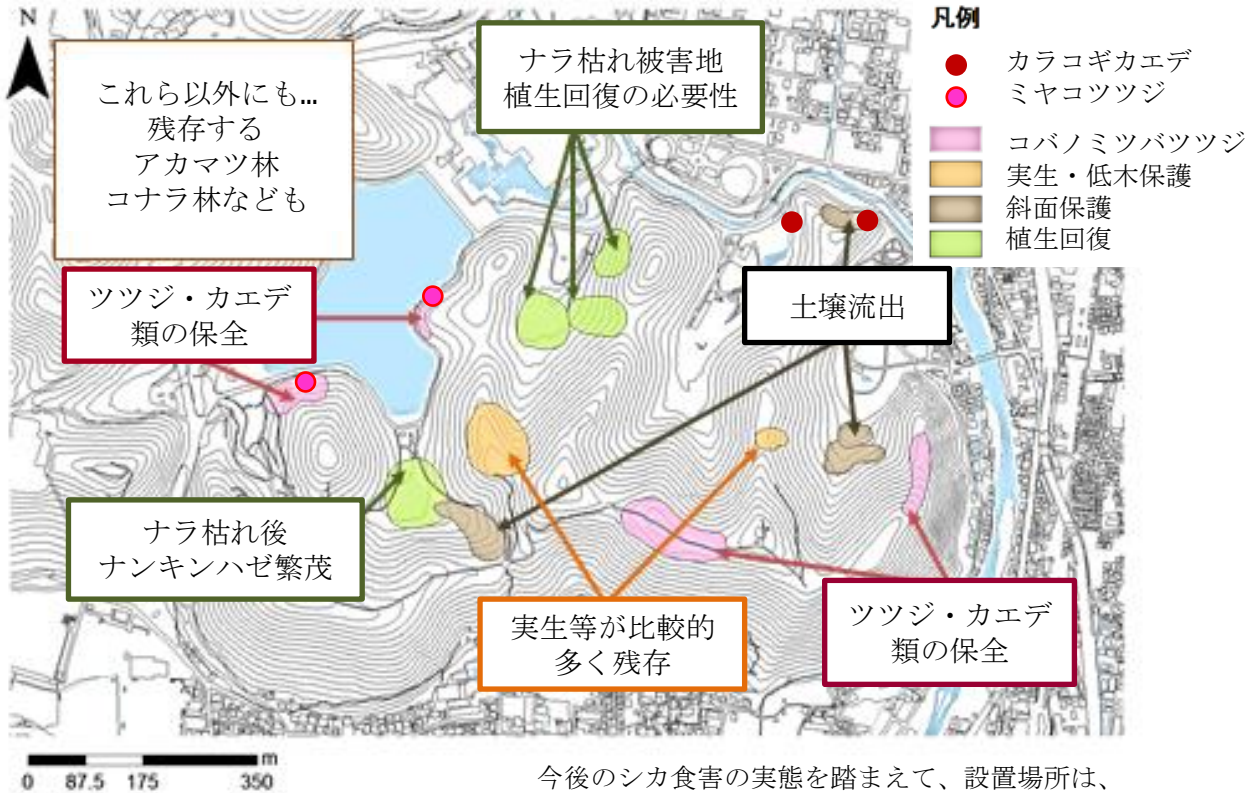 N
これら以外にも...
残存する
アカマツ林
コナラ林なども
ナラ枯れ被害地
植生回復の必要性
凡例
カラコギカエデ
ミヤコツツジ
コバノミツバツツジ
実生・低木保護
斜面保護
植生回復
ツツジ・カエデ
類の保全
土壌流出
ナラ枯れ後
ナンキンハゼ繁茂
実生等が比較的
多く残存
ツツジ・カエデ
類の保全
m
0 87.5 175 350
今後のシカ食害の実態を踏まえて、設置場所は、